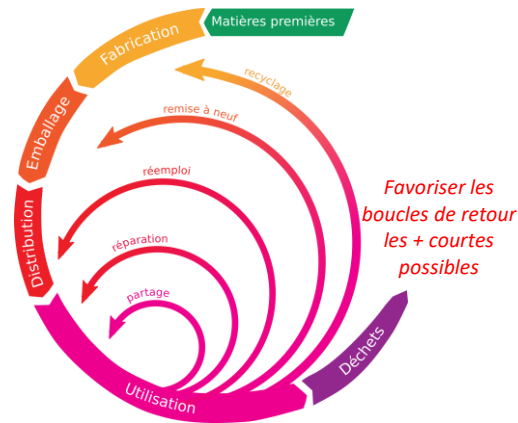 Matières premières
Fabrication
Emballage
Distribution
Utilisation
Déchets
recyclage
remise à neuf
réemploi
réparation
partage
Favoriser les
boucles de retour
les + courtes
possibles